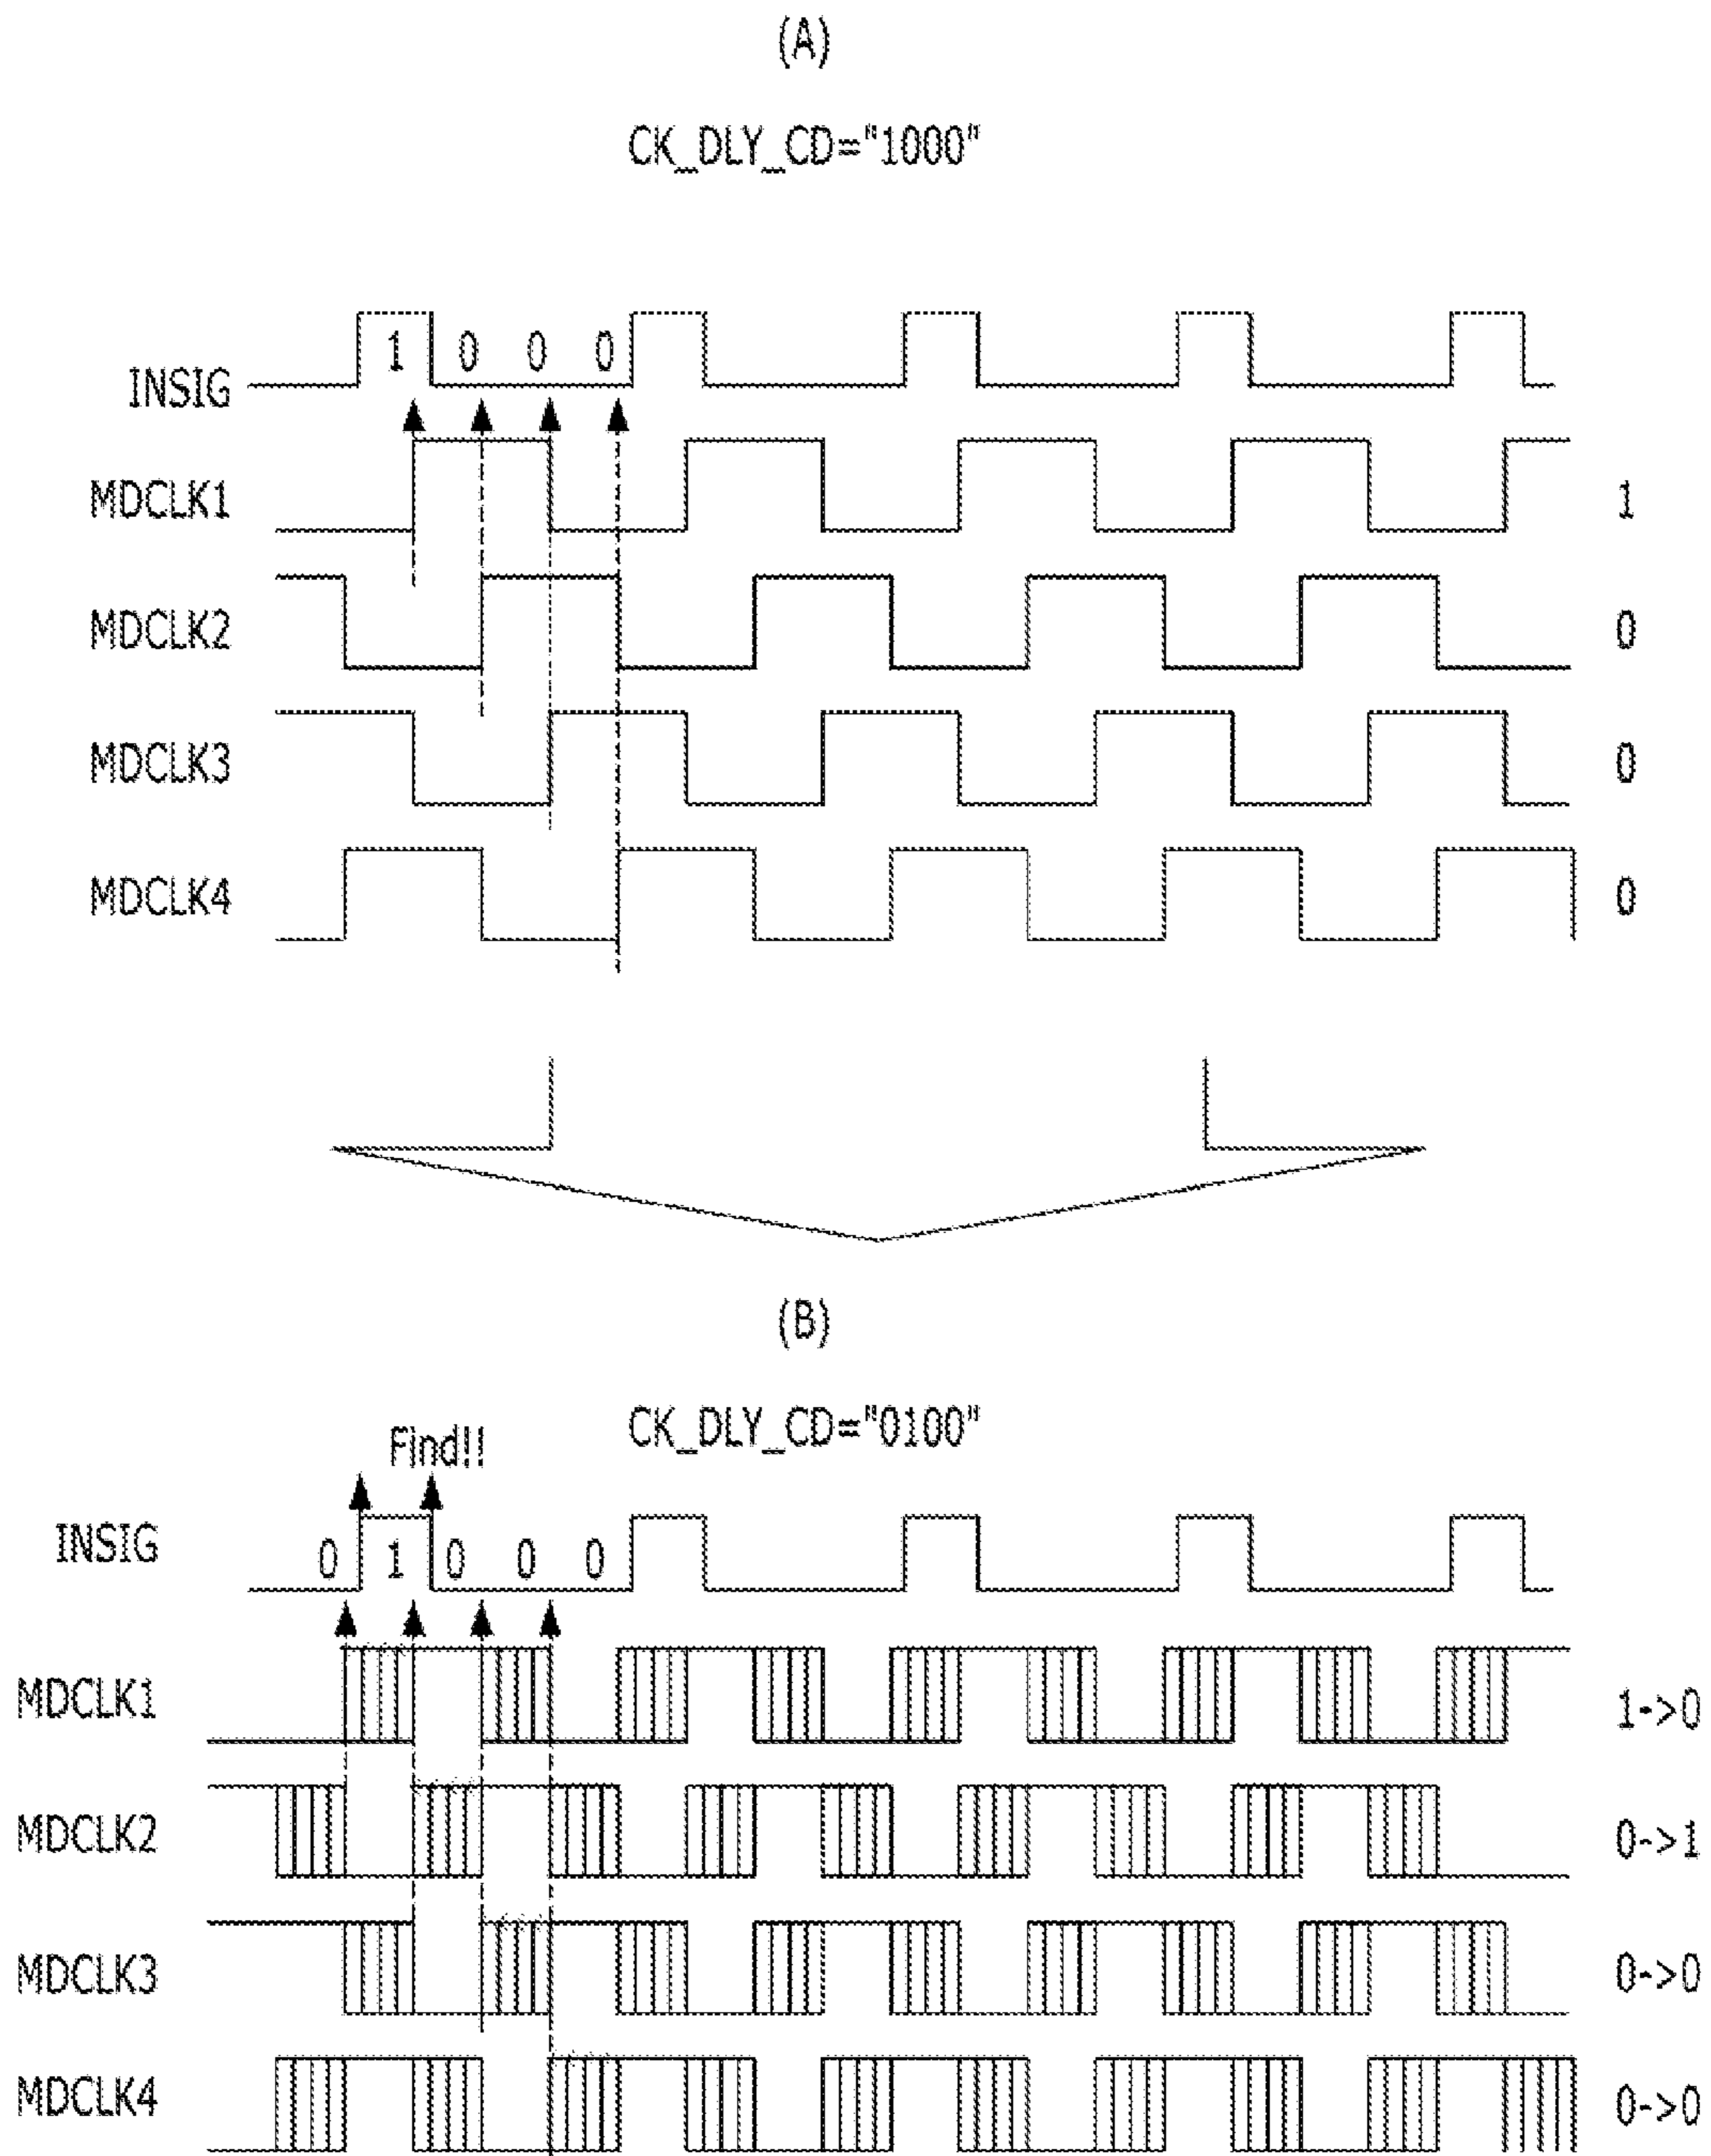 (A)
CK_DLY_CD="1000"
1 0 0 0
INSIG
MDCLK1 1
MDCLK2 0
MDCLK3 0
MDCLK4 0
(B)
CK_DLY_CD="0100"
Find!!
INSIG 0 1 0 0 0
MDCLK1 1->0
MDCLK2 0->1
MDCLK3 0->0
MDCLK4 0->0